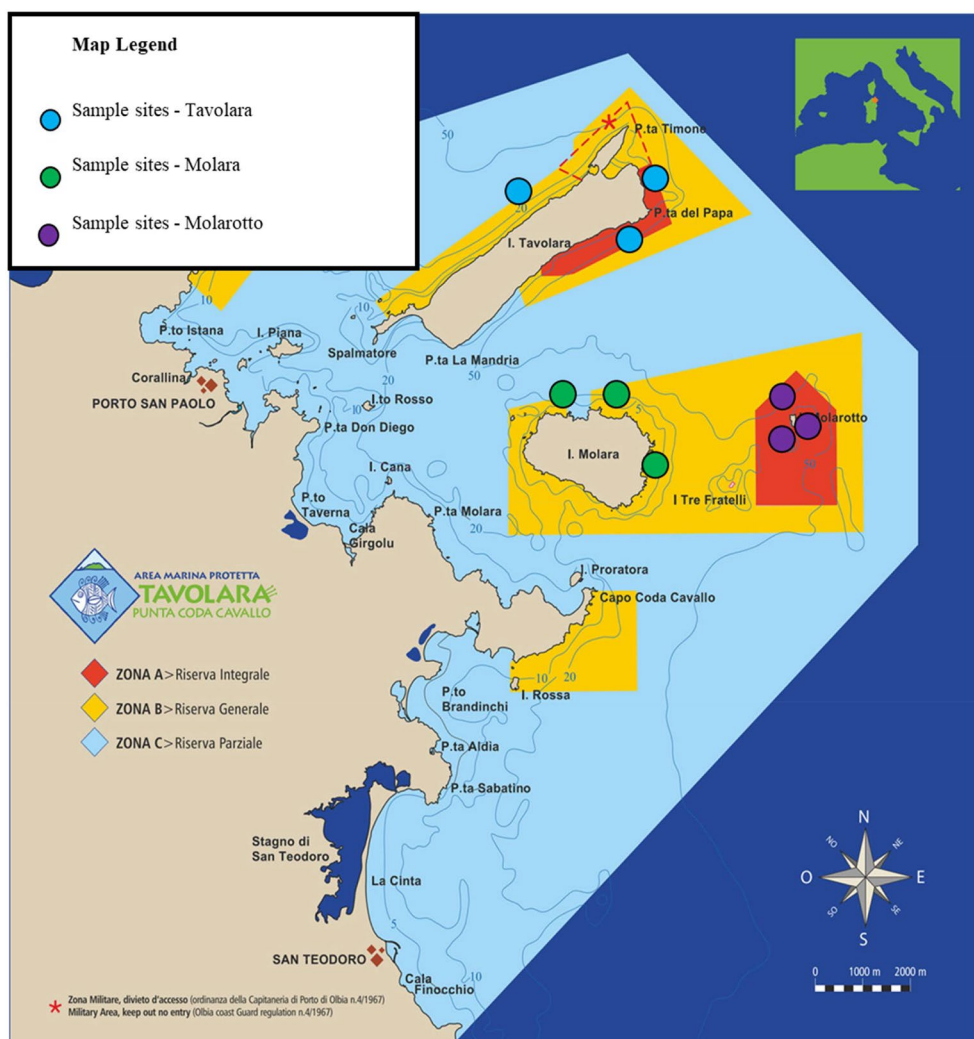 Map Legend
Sample sites - Tavolara
Sample sites - Molara
Sample sites - Molarotto
50
P.ta Timone
20
P.ta del Papa
I. Tavolara
10
10
5
P.to Istana
I. Piana
Spalmatore
P.ta La Mandria
Corallina
20
50
PORTO SAN PAOLO
I.to Rosso
10
5
P.ta Don Diego
Molarotto
I. Molara
50
I. Cana
I Tre Fratelli
P.to
Taverna
P.ta Molara
Cala
Girgolu
20
I. Proratora
Capo Coda Cavallo
AREA MARINA PROTETTA
TAVOLARA
PUNTA CODA CAVALLO
ZONA A>Riserva Integrale
10
20
I. Rossa
P.to
Brandinchi
ZONA B>Riserva Generale
ZONA C>Riserva Parziale
P.ta Aldia
P.ta Sabatino
Stagno di
San Teodoro
La Cinta
5
SAN TEODORO
Cala
Finocchio
10
N
NO
NE
O
E
SO
SE
S
0 1000 m 2000 m
* Zona Militare, divieto d'accesso (ordinanza della Capitaneria di Porto di Olbia n.4/1967)
Military Area, keep out no entry (Olbia coast Guard regulation n.4/1967)